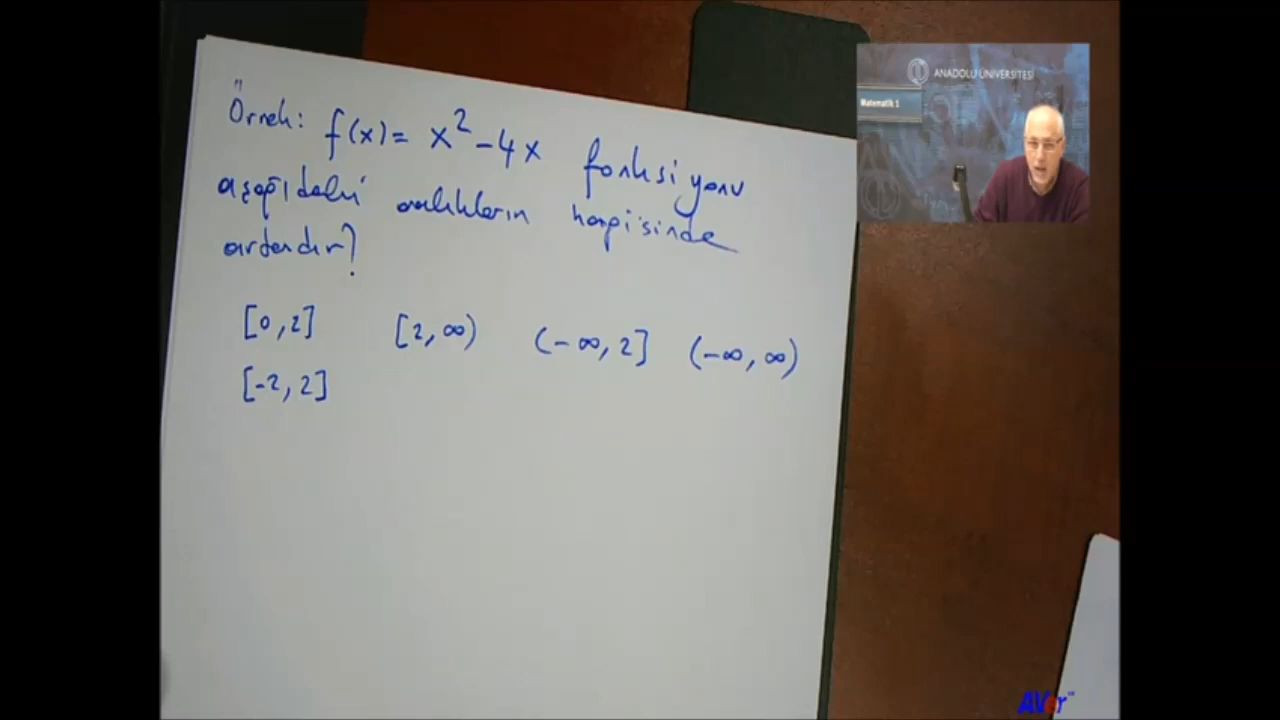 Örnek: f(x) = x² - 4x fonksiyonu
aşağıdaki aralıkların hangisinde
artandır?
[0, 2] [2, ∞) (-∞, 2] (-∞, ∞)
[-2, 2]
ANADOLU ÜNİVERSİTESİ
Matematik 1
AVer